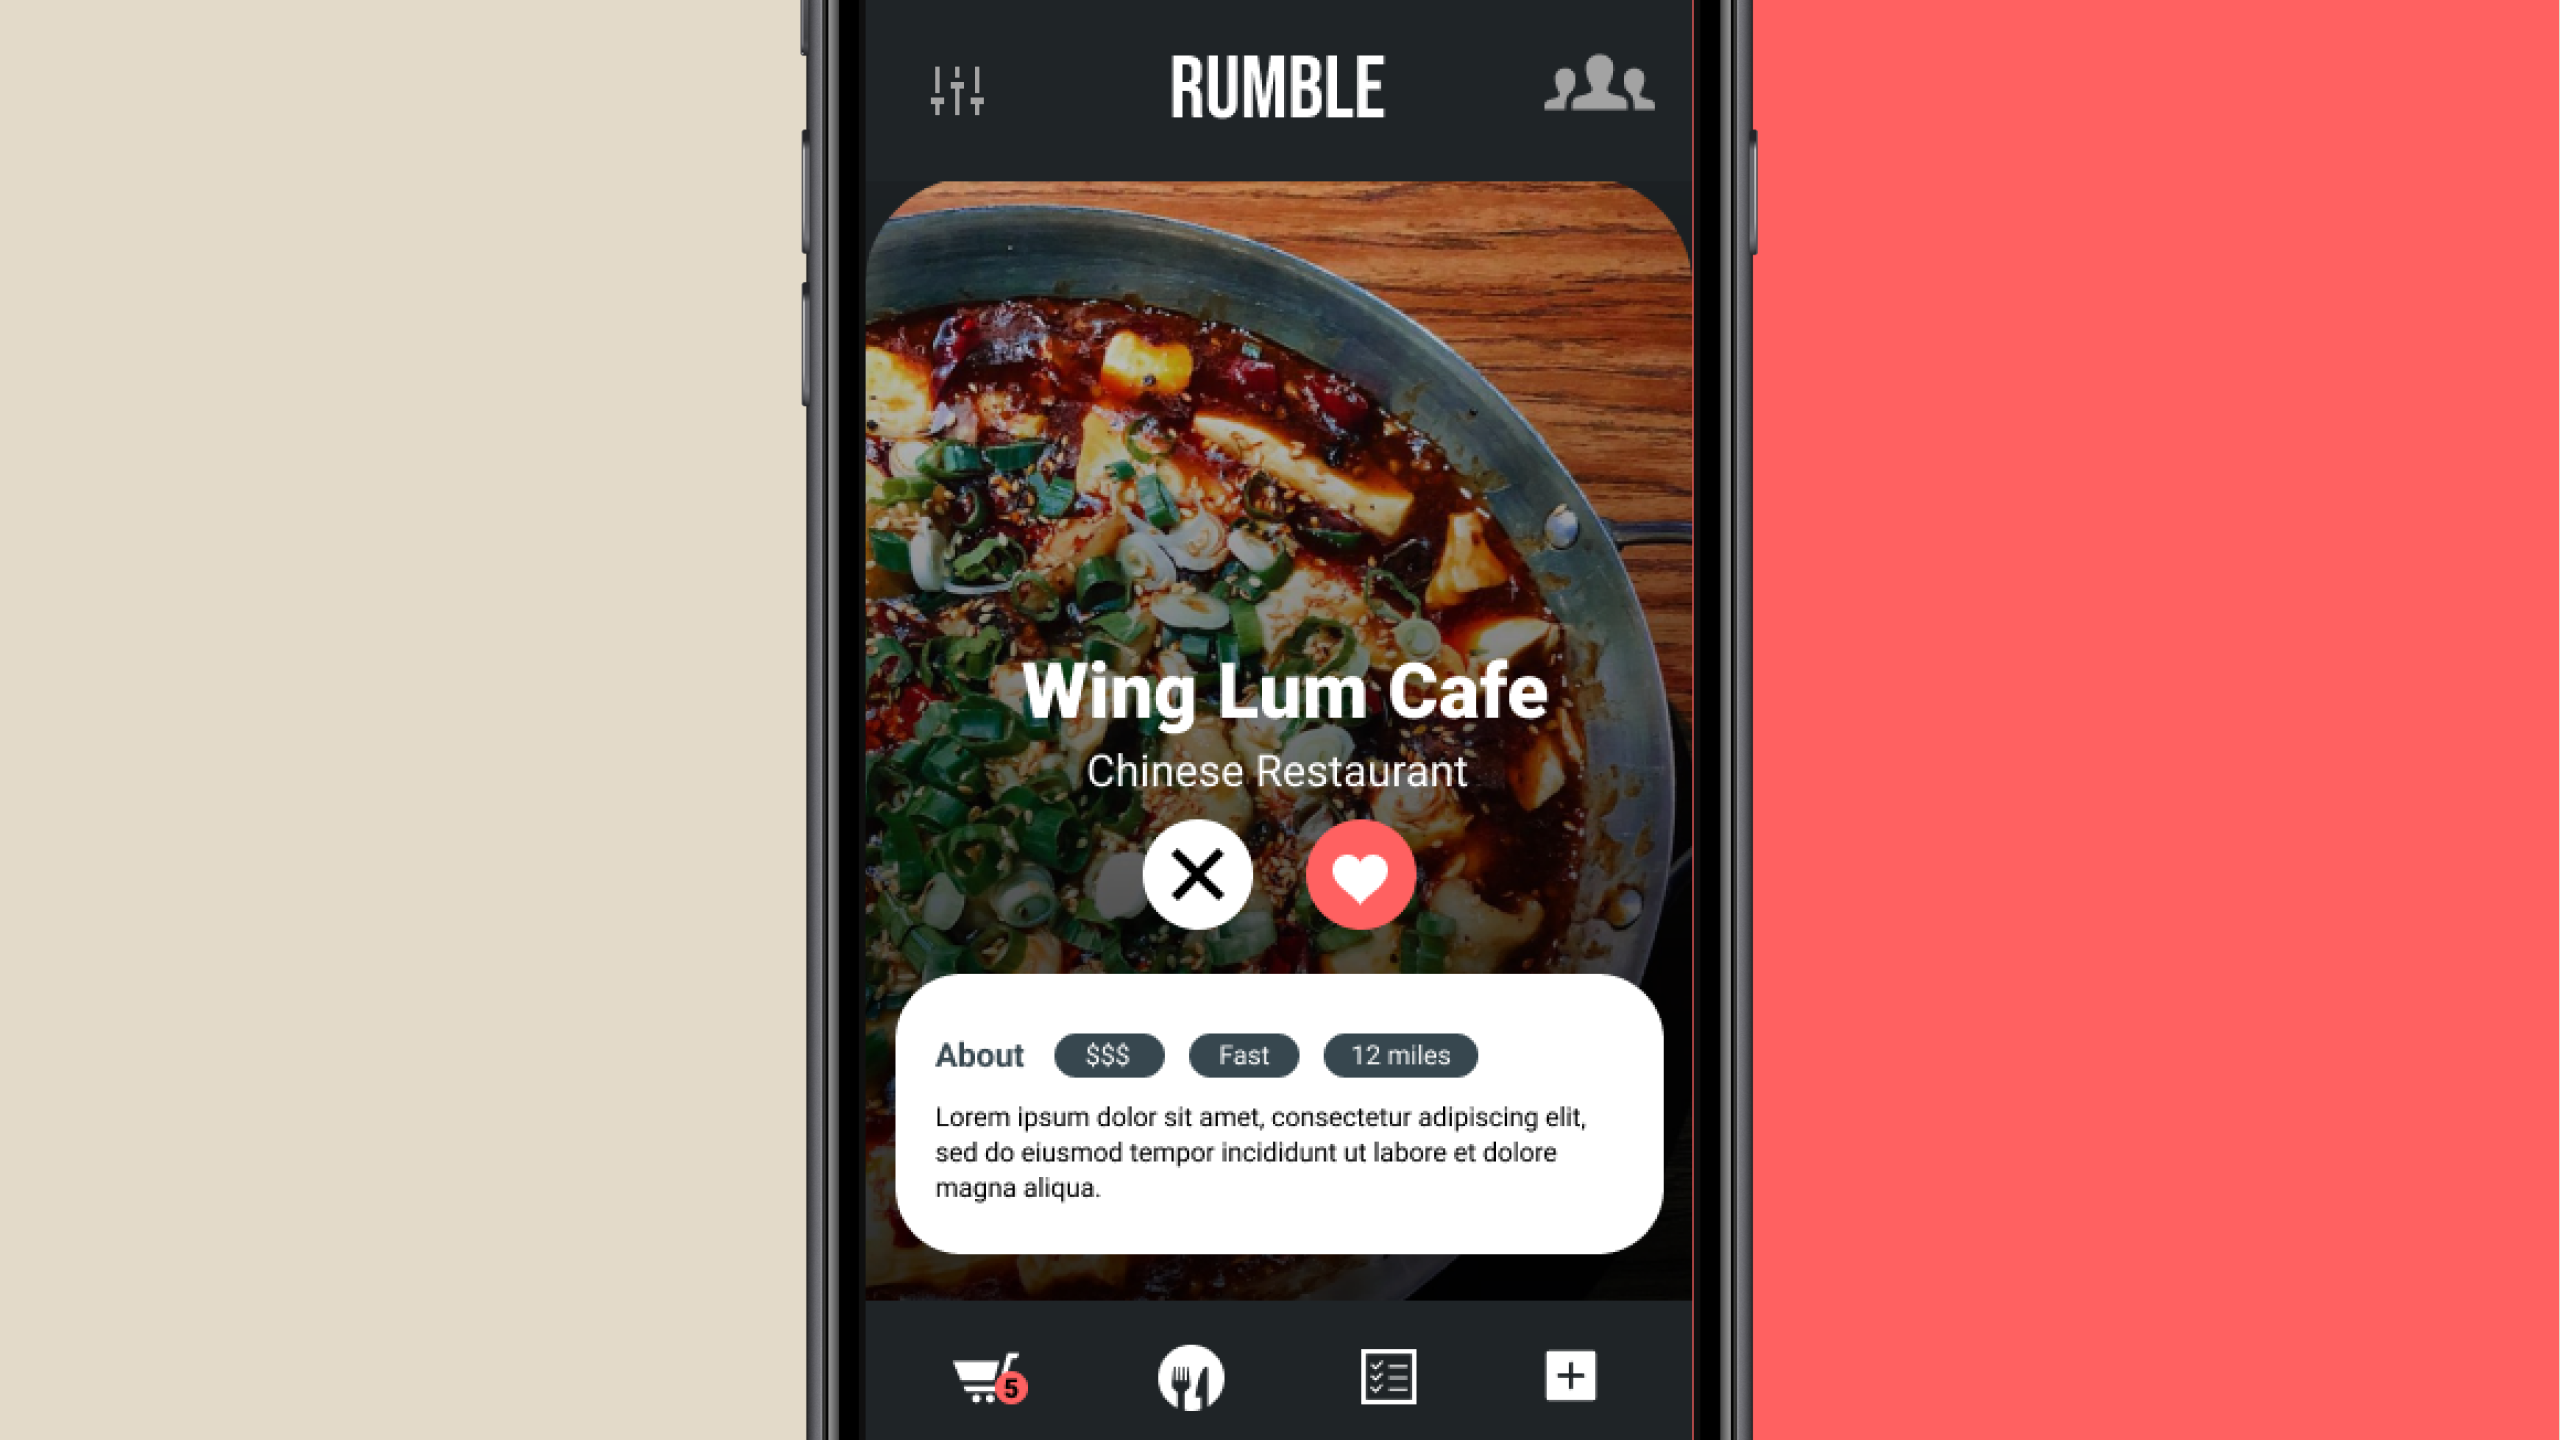 RUMBLE
Wing Lum Cafe
Chinese Restaurant
About $$$ Fast 12 miles
Lorem ipsum dolor sit amet, consectetur adipiscing elit,
sed do eiusmod tempor incididunt ut labore et dolore
magna aliqua.
5